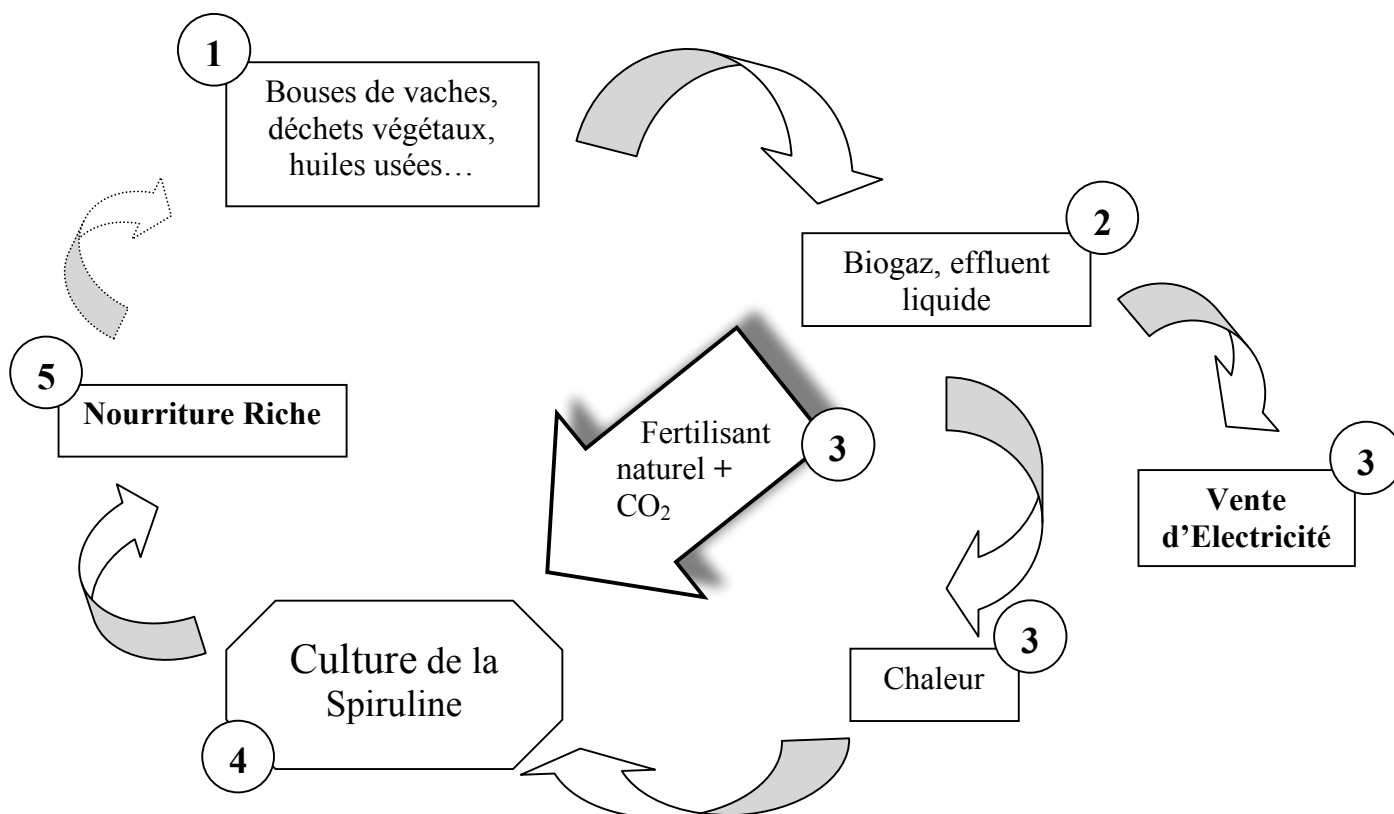 1
Bouses de vaches,
déchets végétaux,
huiles usées…
2
Biogaz, effluent
liquide
5
Nourriture Riche
Fertilisant
naturel +
CO₂
3
3
Vente
d’Electricité
3
Chaleur
Culture de la
Spiruline
4